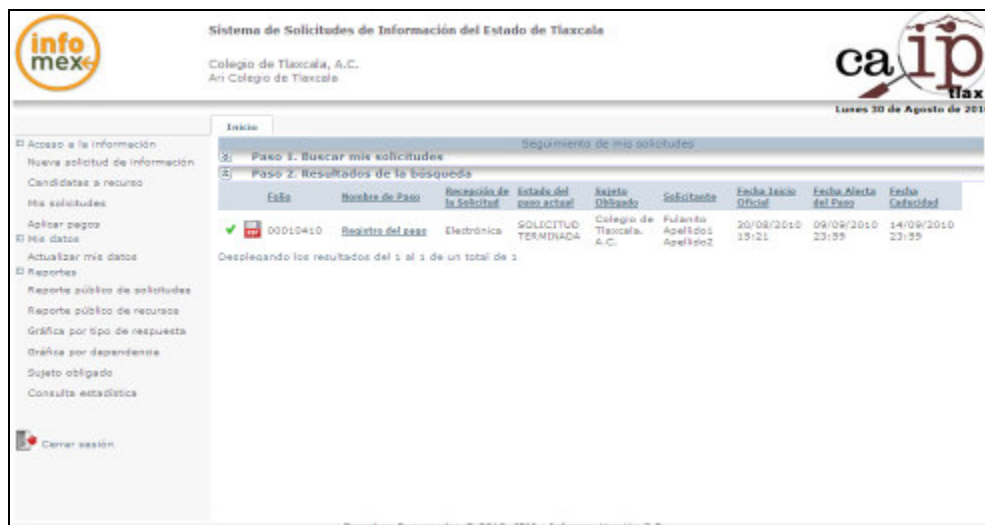 info
mex
Sistema de Solicitudes de Información del Estado de Tlaxcala
Colegio de Tlaxcala, A.C.
Ari Colegio de Tlaxcala
ca ip
tlax
Lunes 30 de Agosto de 201
Inicio
Acceso a la información
Nueva solicitud de información
Candidatas a recurso
Mis solicitudes
Aplicar pagos
Mis datos
Actualizar mis datos
Reportes
Reporte público de solicitudes
Reporte público de recursos
Gráfica por tipo de respuesta
Gráfica por dependencia
Sujeto obligado
Consulta estadística
Cerrar sesión
Seguimiento de mis solicitudes
Paso 1. Buscar mis solicitudes
Paso 2. Resultados de la búsqueda
Folio Nombre de Paso Recepción de la Solicitud Estado del paso actual Sujeto Obligado Solicitante Fecha Inicio Oficial Fecha Alerta del Paso Fecha Caducidad
00010410 Registro del pago Electrónica SOLICITUD TERMINADA Colegio de Tlaxcala, A.C. Fulanito Apellido1 Apellido2 30/08/2010 09/09/2010 23:59 14/09/2010 23:59
Desplegando los resultados del 1 al 1 de un total de 1